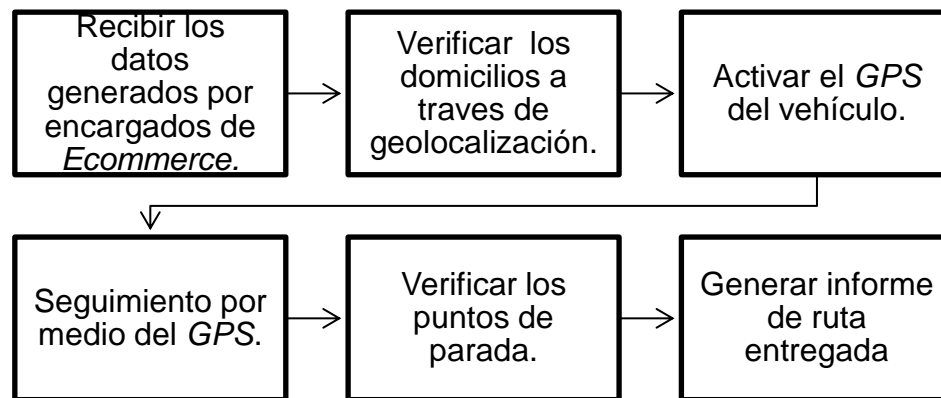 Recibir los
datos
generados por
encargados de
Ecommerce.
Verificar los
domicilios a
traves de
geolocalización.
Activar el GPS
del vehículo.
Seguimiento por
medio del GPS.
Verificar los
puntos de
parada.
Generar informe
de ruta
entregada